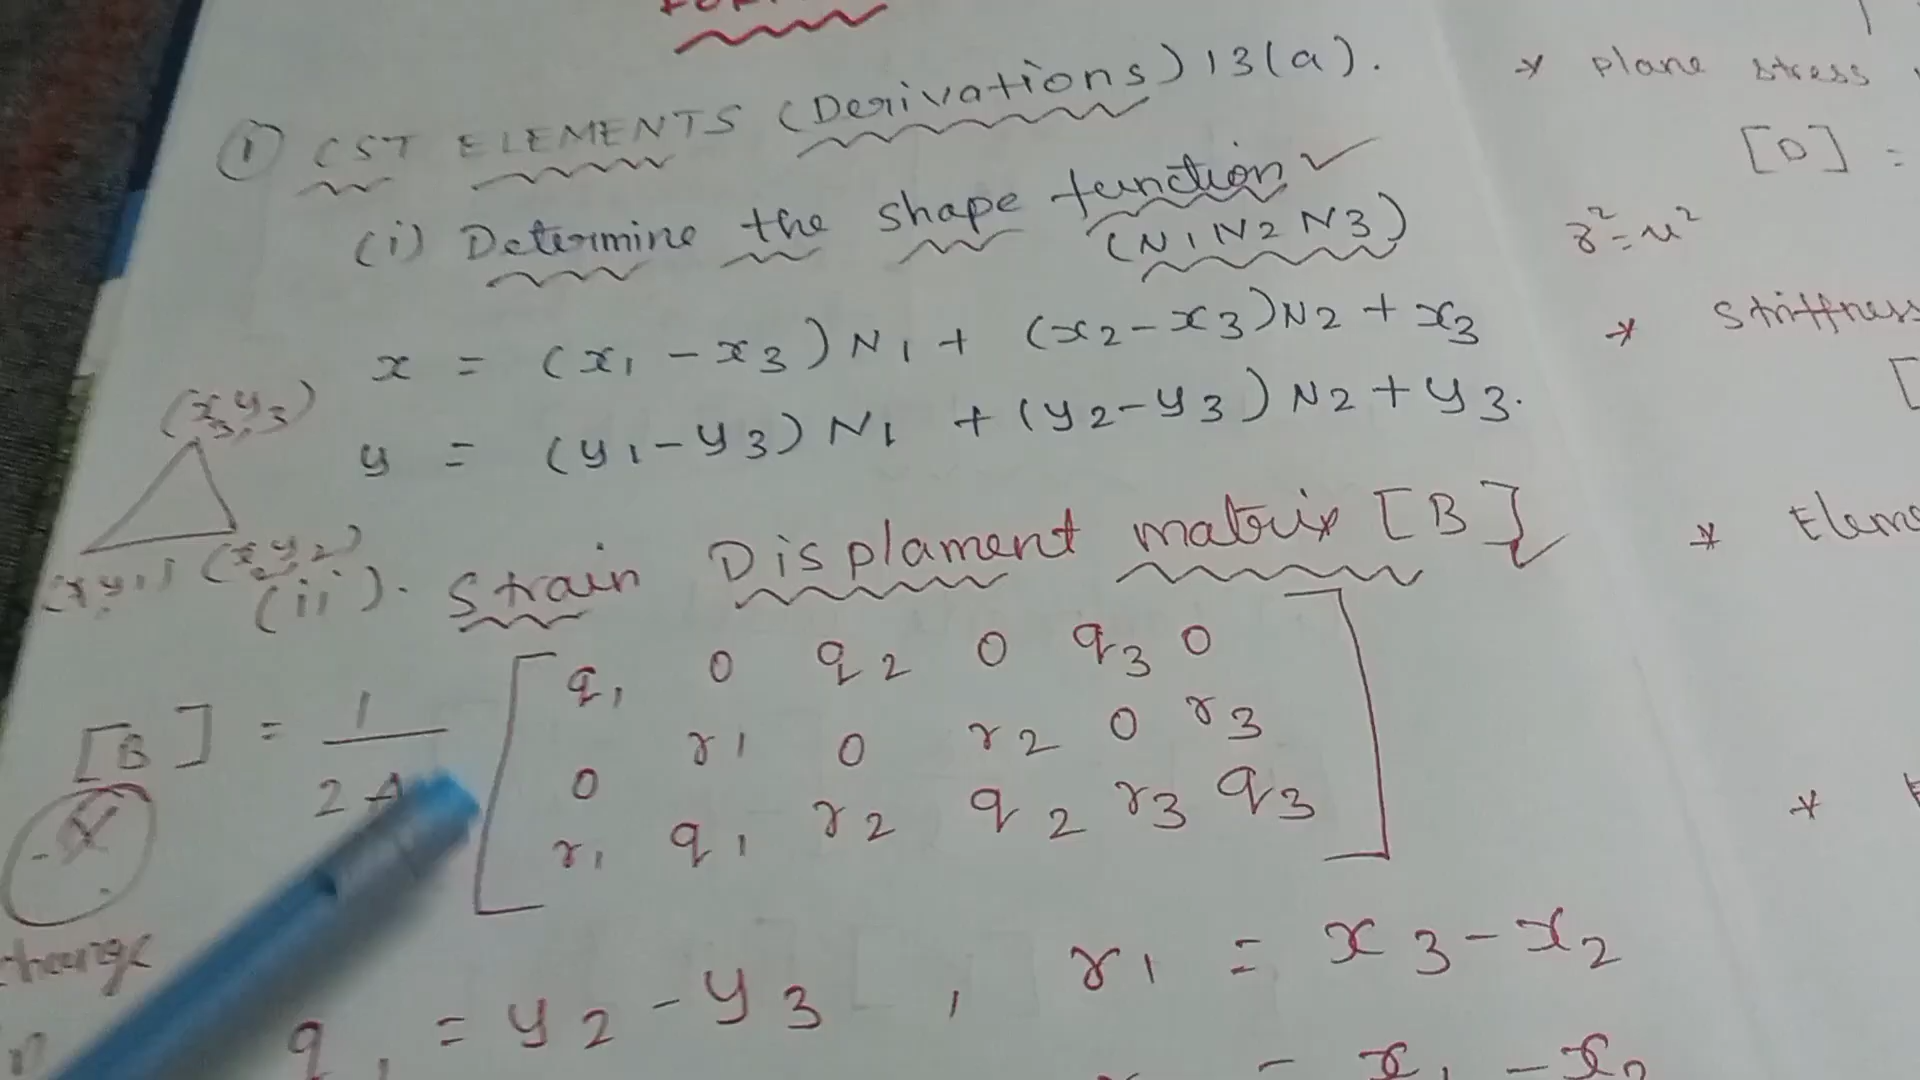 ① CST ELEMENTS (Derivations) 13(a).
(i) Determine the shape function
(N1 N2 N3)
x = (x1 - x3) N1 + (x2 - x3) N2 + x3
y = (y1 - y3) N1 + (y2 - y3) N2 + y3.
(x3, y3)
(x2 y2)
(ii). Strain Displament matrix [B]
[B] = 1/2A
q1 0 q2 0 q3 0
0 r1 0 r2 0 r3
r1 q1 r2 q2 r3 q3
q1 = y2 - y3 , r1 = x3 - x2
* plane stress
[D] =
* Stiffness
*
*